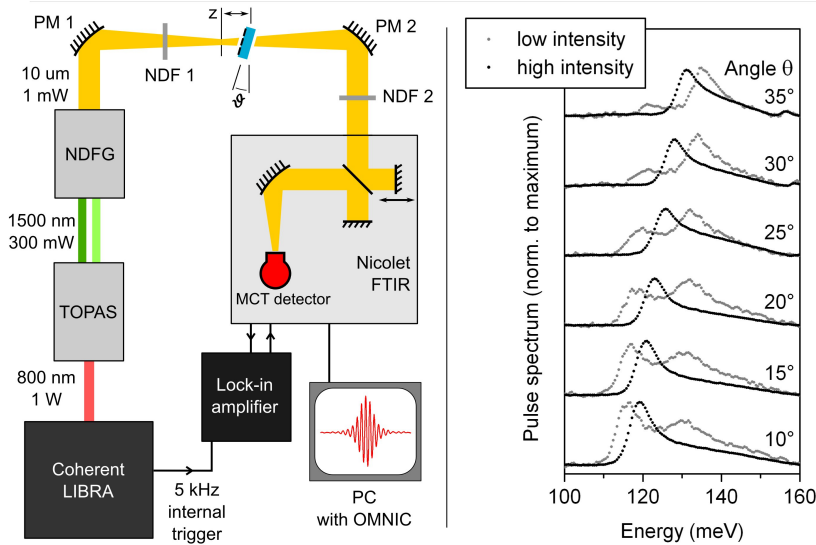 PM 1
z
PM 2
NDF 1
ϑ
10 um
1 mW
NDF 2
NDFG
1500 nm
300 mW
TOPAS
Nicolet
FTIR
MCT detector
800 nm
1 W
Lock-in
amplifier
Coherent
LIBRA
5 kHz
internal
trigger
PC
with OMNIC
low intensity
high intensity
Angle θ
35°
30°
25°
20°
15°
10°
Pulse spectrum (norm. to maximum)
100
120
140
160
Energy (meV)